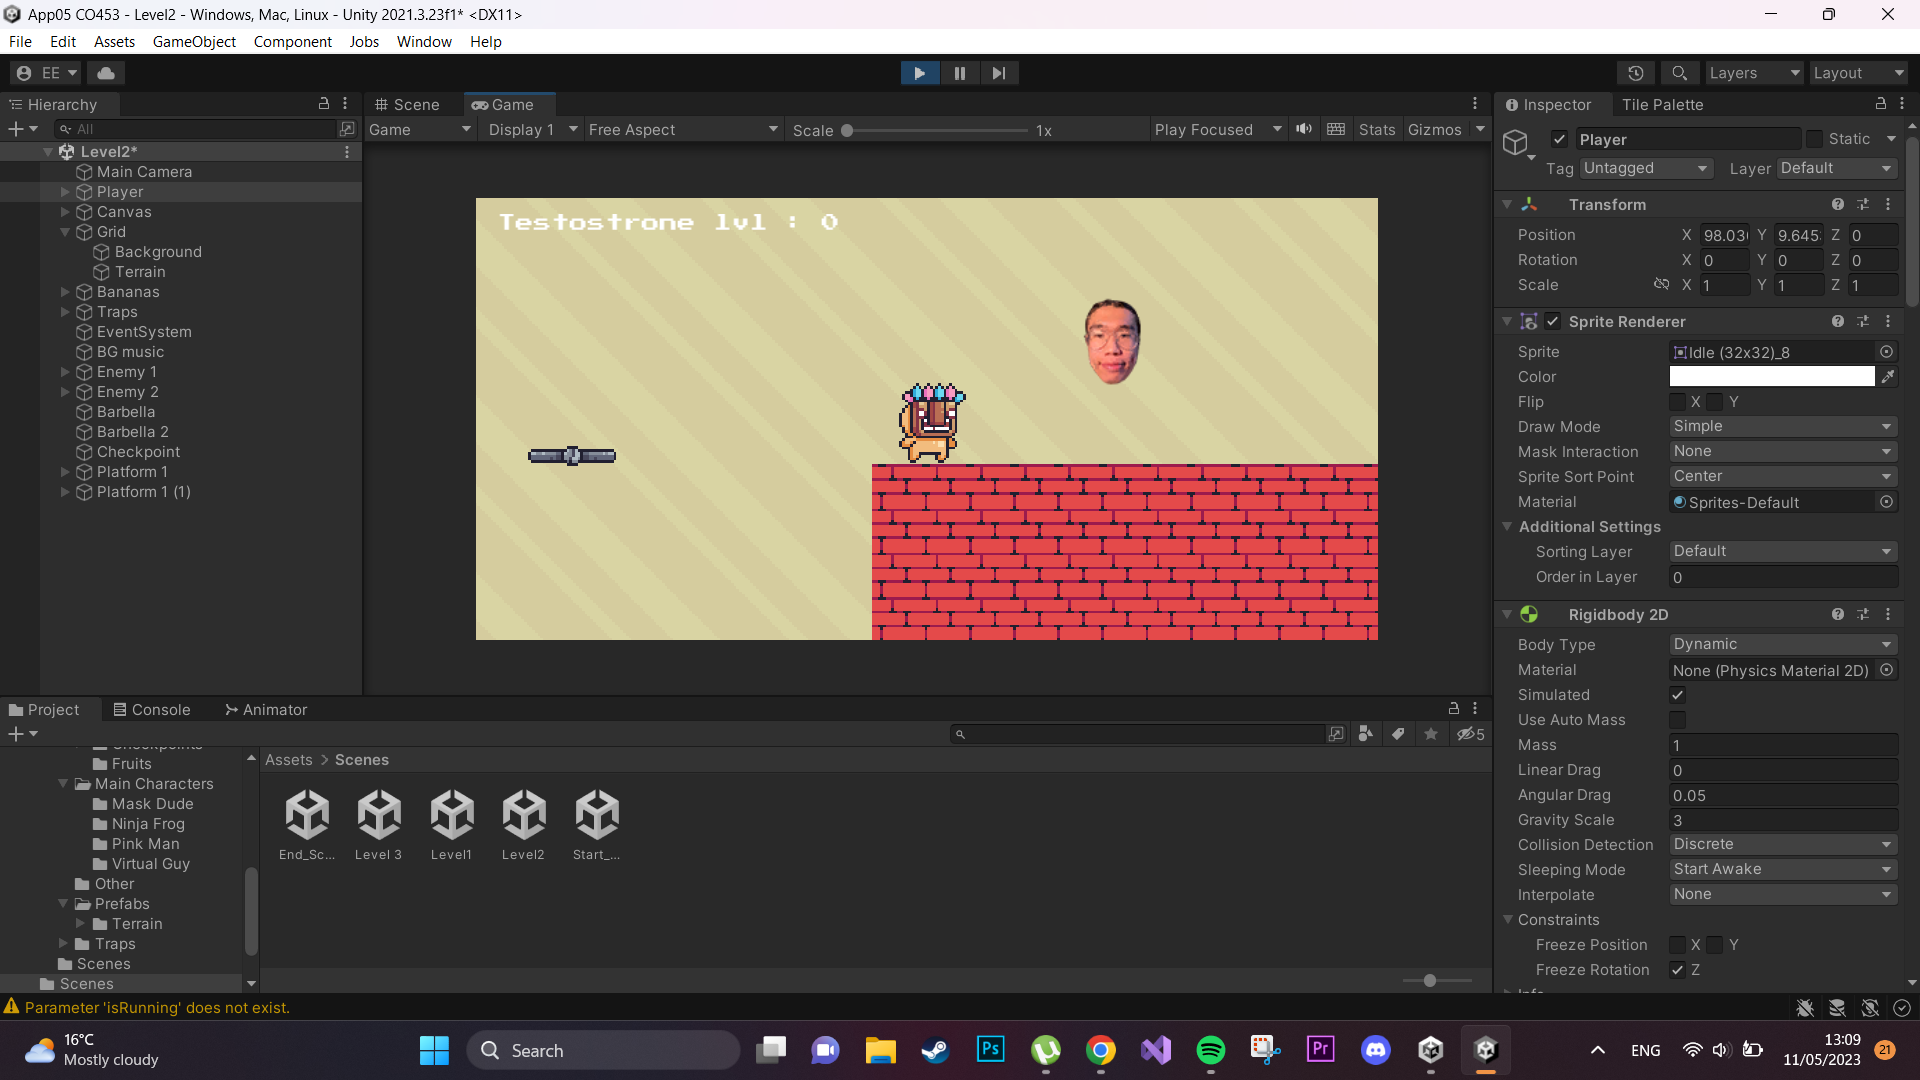 App05 CO453 - Level2 - Windows, Mac, Linux - Unity 2021.3.23f1* <DX11>
File Edit Assets GameObject Component Jobs Window Help
EE
Layers Layout
Hierarchy
Scene Game
Inspector Tile Palette
All
Game Display 1 Free Aspect Scale 1x Play Focused Stats Gizmos
Level2*
Main Camera
Player
Canvas
Grid
Background
Terrain
Bananas
Traps
EventSystem
BG music
Enemy 1
Enemy 2
Barbella
Barbella 2
Checkpoint
Platform 1
Platform 1 (1)
Testostrone lvl : 0
Player Static
Tag Untagged Layer Default
Transform
Position X 98.03 Y 9.645 Z 0
Rotation X 0 Y 0 Z 0
Scale X 1 Y 1 Z 1
Sprite Renderer
Sprite Idle (32x32)_8
Color
Flip X Y
Draw Mode Simple
Mask Interaction None
Sprite Sort Point Center
Material Sprites-Default
Additional Settings
Sorting Layer Default
Order in Layer 0
Rigidbody 2D
Body Type Dynamic
Material None (Physics Material 2D)
Simulated
Use Auto Mass
Mass 1
Linear Drag 0
Angular Drag 0.05
Gravity Scale 3
Collision Detection Discrete
Sleeping Mode Start Awake
Interpolate None
Constraints
Freeze Position X Y
Freeze Rotation Z
Info
Project Console Animator
5
Checkpoints
Fruits
Main Characters
Mask Dude
Ninja Frog
Pink Man
Virtual Guy
Other
Prefabs
Terrain
Traps
Scenes
Scenes
Assets > Scenes
End_Sc... Level 3 Level1 Level2 Start_...
Parameter 'isRunning' does not exist.
16°C
Mostly cloudy
Search
Ps
Pr
ENG
13:09
11/05/2023
21